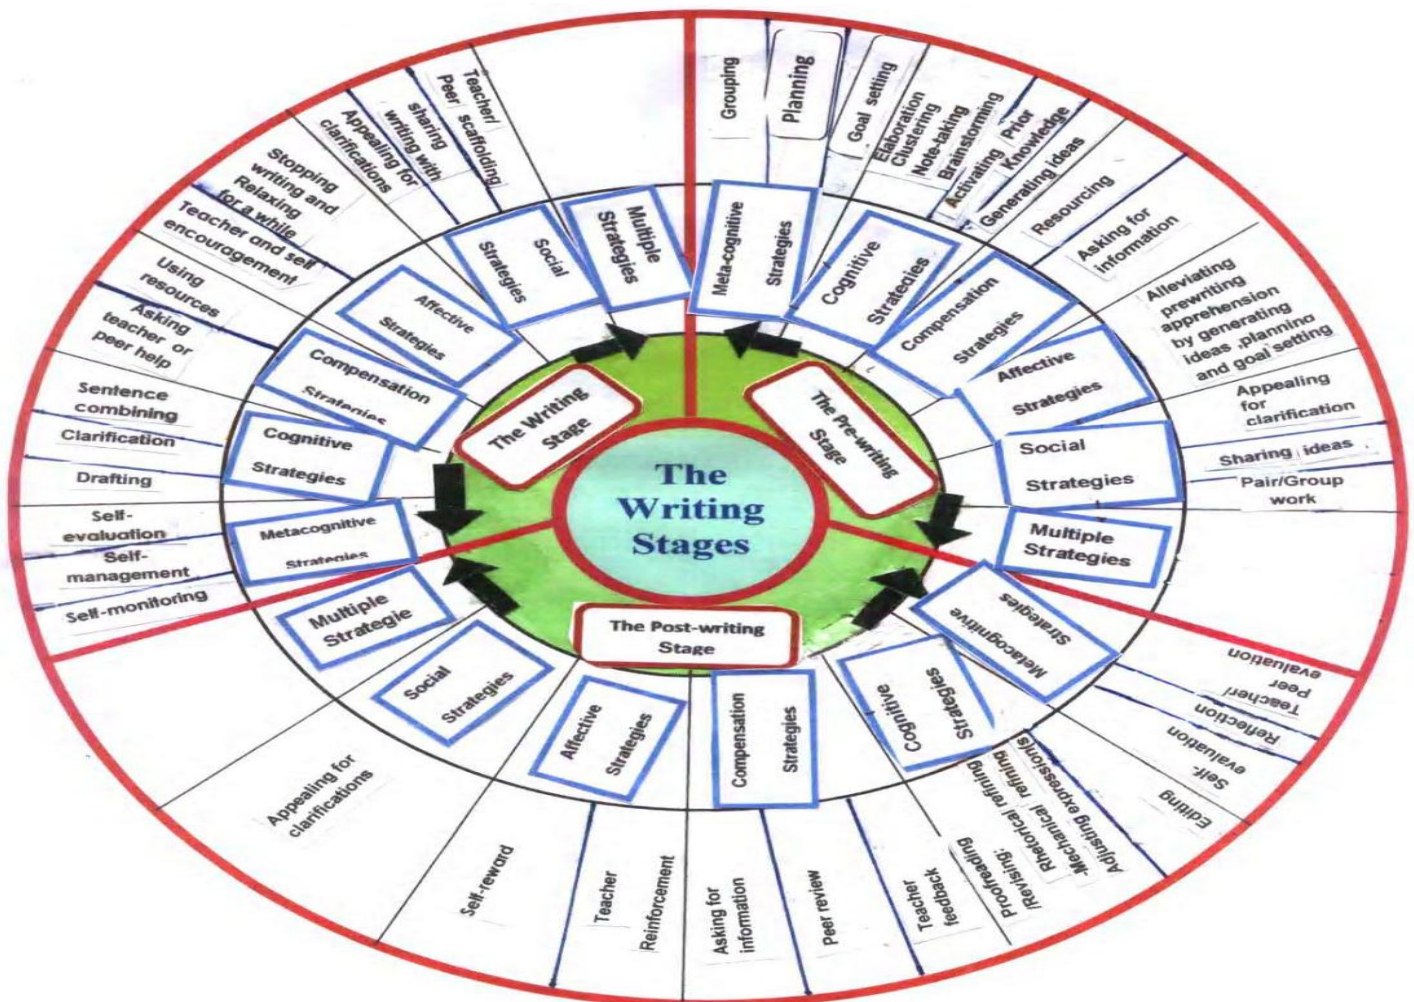 The
Writing
Stages
The Pre-writing
Stage
Meta-cognitive
Strategies
Grouping
Planning
Goal setting
Cognitive
Strategies
Elaboration
Clustering
Note-taking
Brainstorming
Activating Prior
Knowledge
Generating ideas
Compensation
Strategies
Resourcing
Asking for
information
Affective
Strategies
Alleviating
prewriting
apprehension
by generating
ideas ,planning
and goal setting
Social
Strategies
Appealing
for
clarification
Sharing ideas
Pair/Group
work
Multiple
Strategies
The Post-writing
Stage
Metacognitive
Strategies
Teacher/
Peer
evaluation
Reflection
Self-
evaluation
Cognitive
Strategies
Editing
Adjusting expression(s)
-Mechanical refining
Rhetorical refining
/Revising:
Proofreading
Compensation
Strategies
Teacher
feedback
Peer review
Asking for
information
Affective
Strategies
Teacher
Reinforcement
Self-reward
Social
Strategies
Appealing for
clarifications
Multiple
Strategie
The Writing
Stage
Metacognitive
Strategies
Self-
evaluation
Self-
management
Self-monitoring
Cognitive
Strategies
Sentence
combining
Clarification
Drafting
Compensation
Strategies
Using
resources
Asking
teacher or
peer help
Affective
Strategies
Stopping
writing and
Relaxing
for a while
Teacher and self
encouragement
Social
Strategies
Appealing for
clarifications
sharing
writing with
Teacher/
Peer scaffolding
Multiple
Strategies